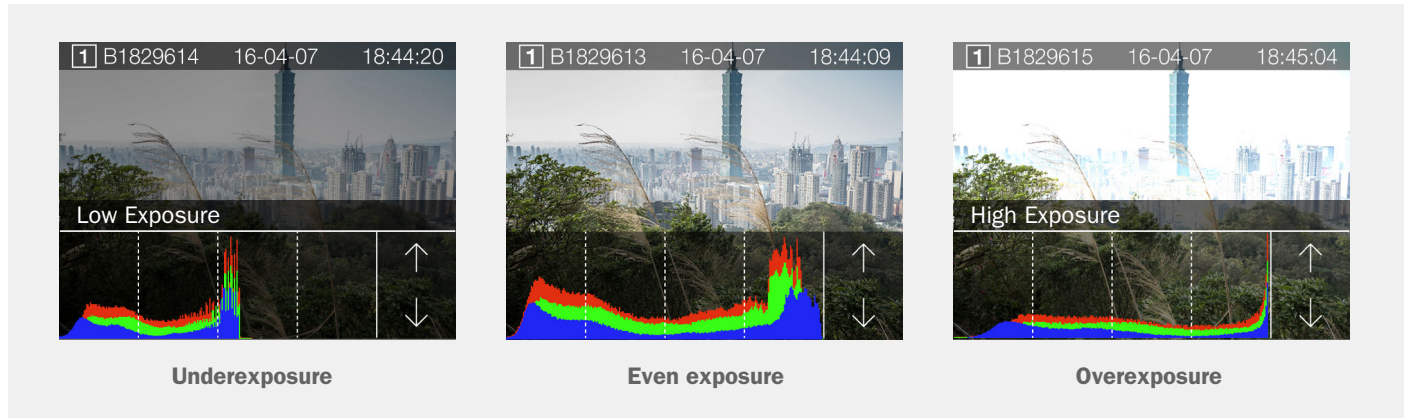 1 B1829614 16-04-07 18:44:20
Low Exposure
Underexposure
1 B1829613 16-04-07 18:44:09
Even exposure
1 B1829615 16-04-07 18:45:04
High Exposure
Overexposure